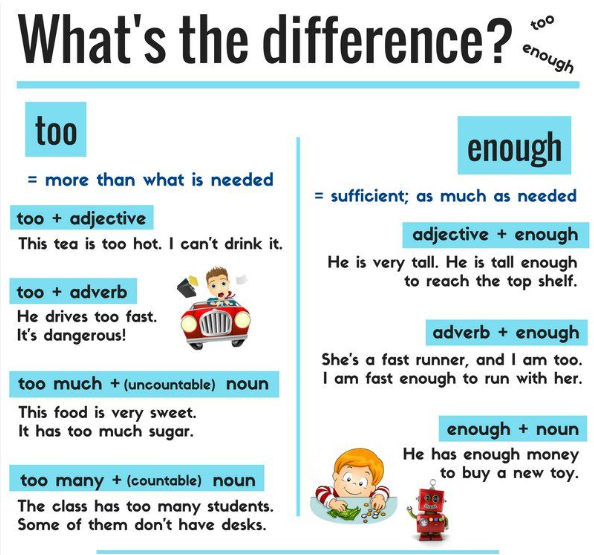 What's the difference?
too
enough
too
= more than what is needed
too + adjective
This tea is too hot. I can't drink it.
too + adverb
He drives too fast.
It's dangerous!
too much + (uncountable) noun
This food is very sweet.
It has too much sugar.
too many + (countable) noun
The class has too many students.
Some of them don't have desks.
enough
= sufficient; as much as needed
adjective + enough
He is very tall. He is tall enough
to reach the top shelf.
adverb + enough
She's a fast runner, and I am too.
I am fast enough to run with her.
enough + noun
He has enough money
to buy a new toy.